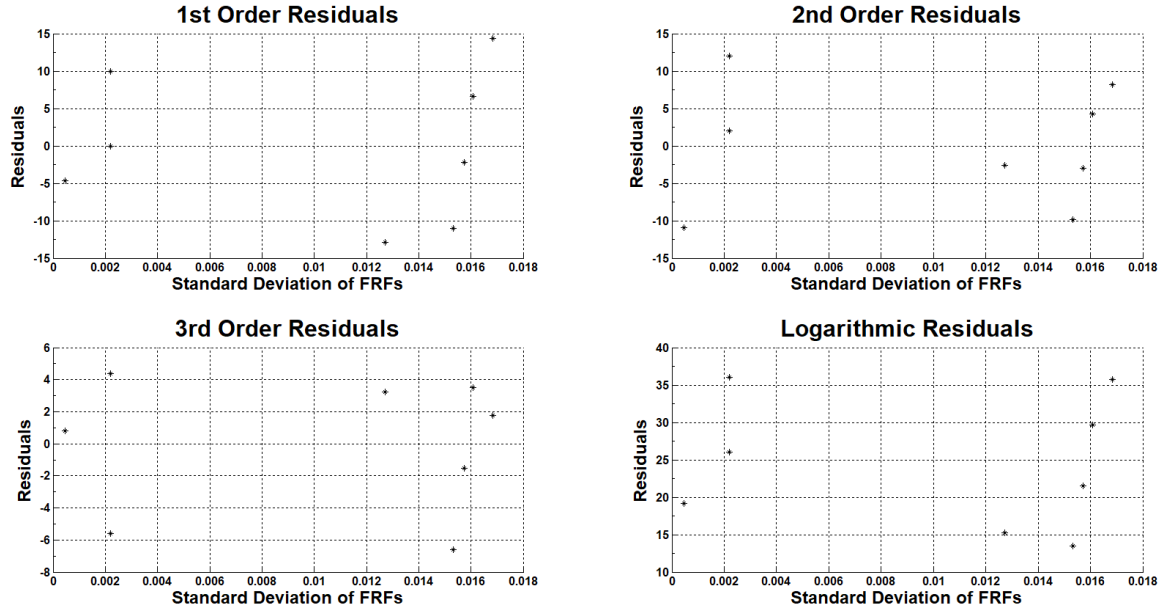 1st Order Residuals
15
10
5
0
-5
-10
-15
Residuals
0 0.002 0.004 0.006 0.008 0.01 0.012 0.014 0.016 0.018
Standard Deviation of FRFs
2nd Order Residuals
15
10
5
0
-5
-10
-15
Residuals
0 0.002 0.004 0.006 0.008 0.01 0.012 0.014 0.016 0.018
Standard Deviation of FRFs
3rd Order Residuals
6
4
2
0
-2
-4
-6
-8
Residuals
0 0.002 0.004 0.006 0.008 0.01 0.012 0.014 0.016 0.018
Standard Deviation of FRFs
Logarithmic Residuals
40
35
30
25
20
15
10
Residuals
0 0.002 0.004 0.006 0.008 0.01 0.012 0.014 0.016 0.018
Standard Deviation of FRFs